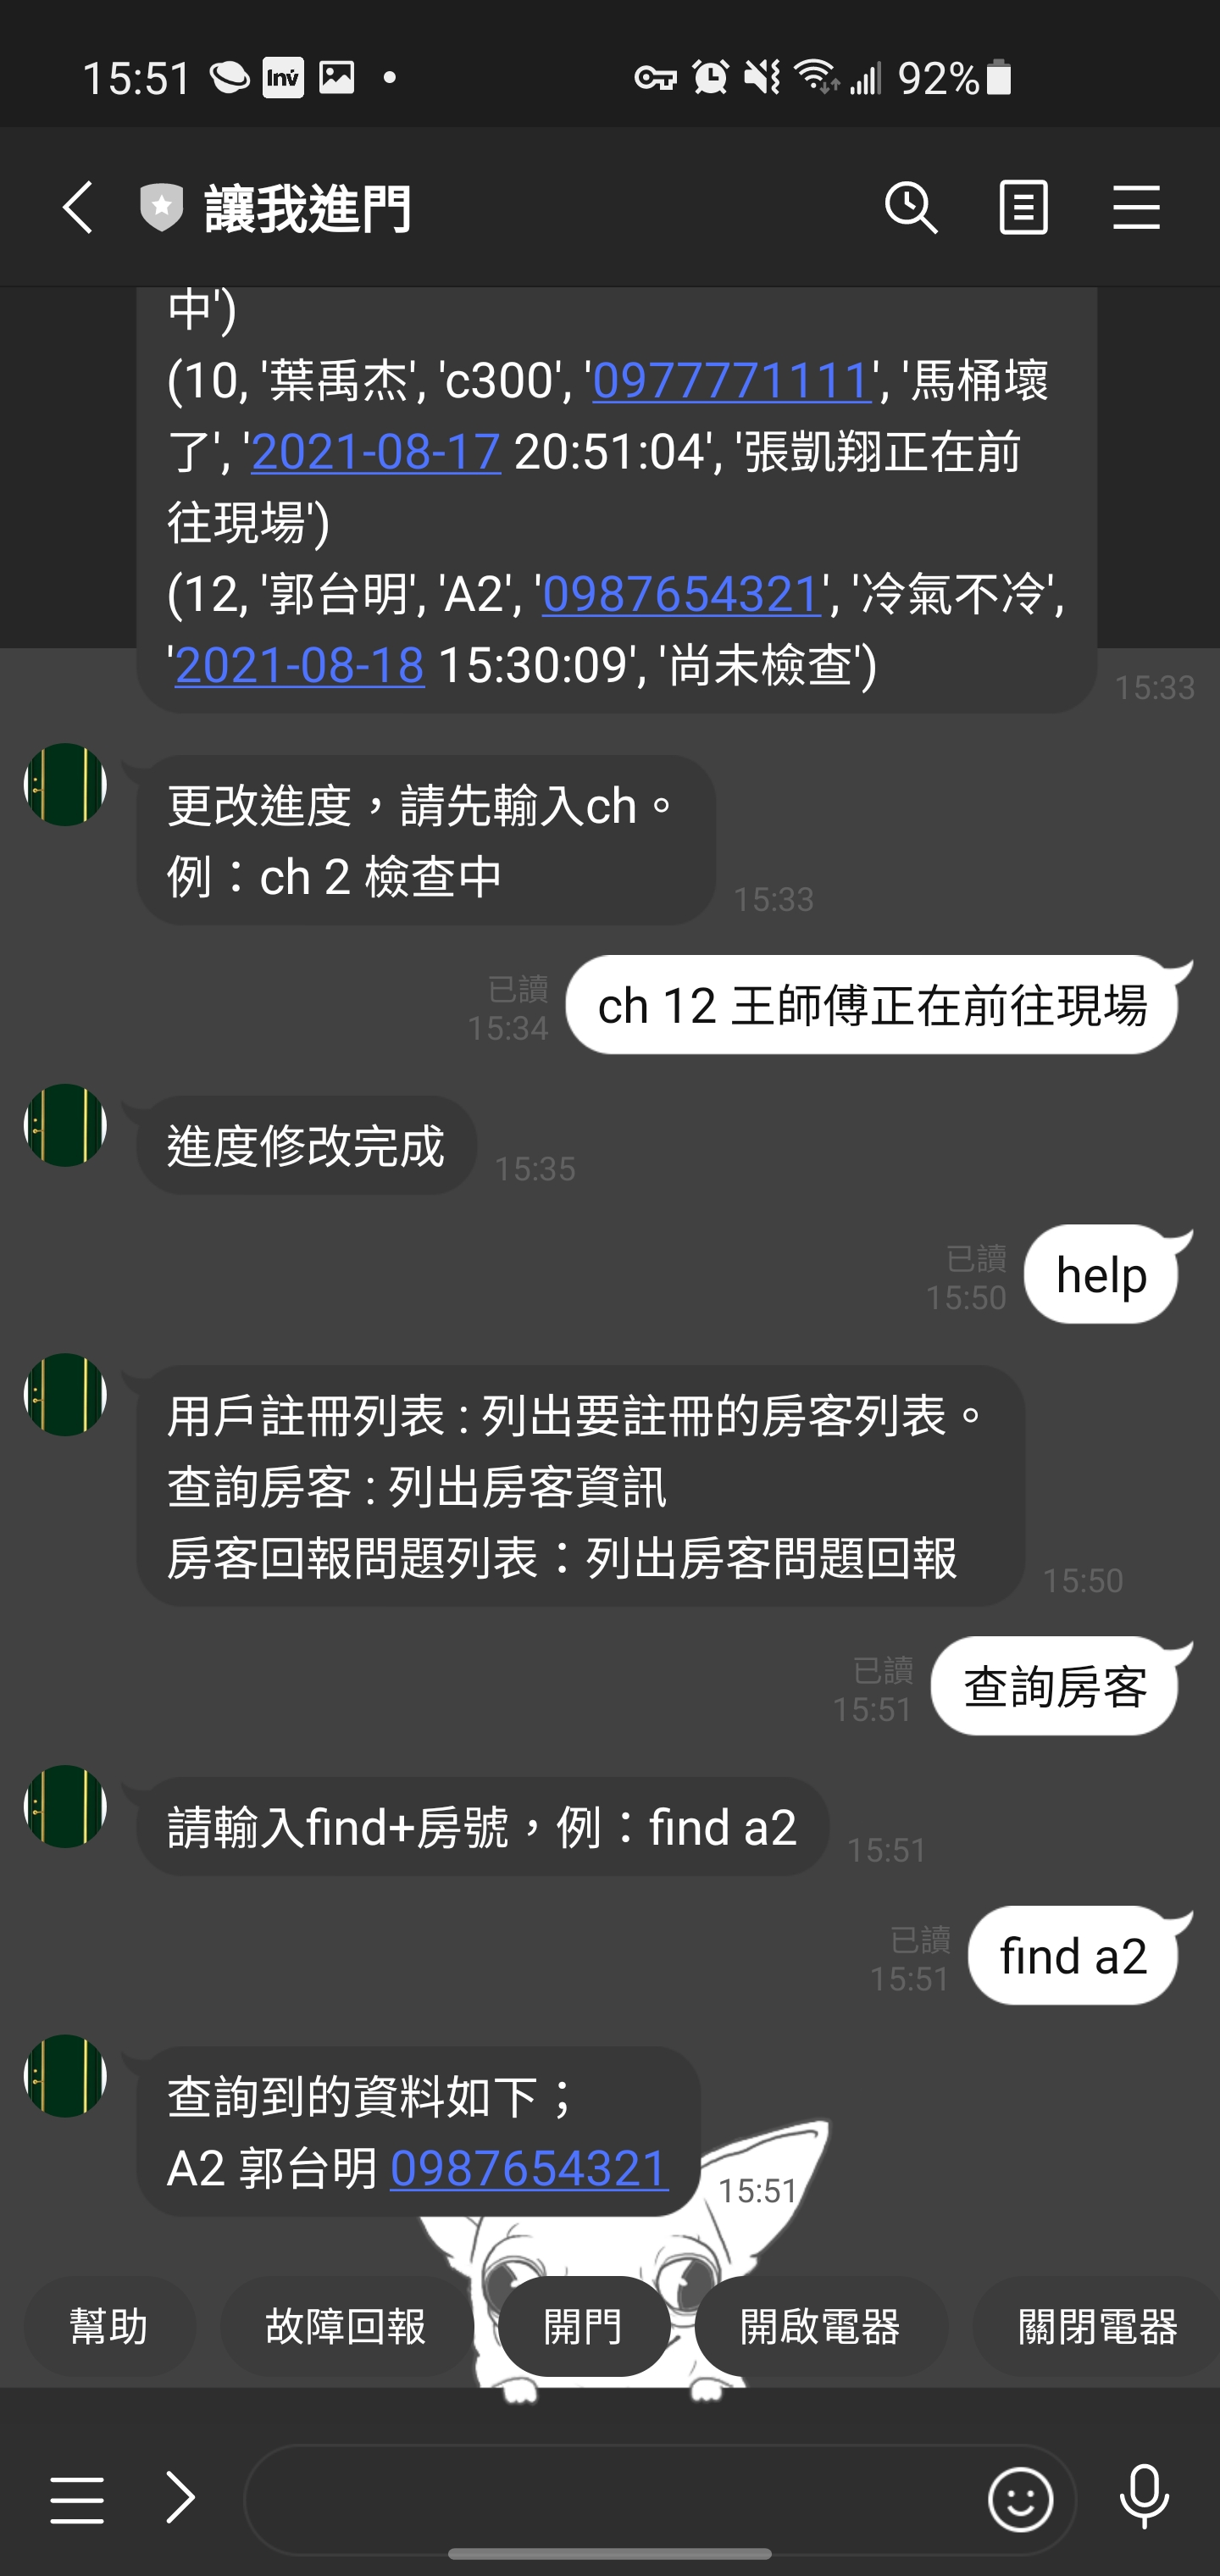 15:51 Inv 92%
讓我進門
中')
(10, '葉禹杰', 'c300', '0977771111', '馬桶壞
了', '2021-08-17 20:51:04', '張凱翔正在前
往現場')
(12, '郭台明', 'A2', '0987654321', '冷氣不冷',
'2021-08-18 15:30:09', '尚未檢查')
15:33
更改進度，請先輸入ch。
例：ch 2 檢查中
15:33
已讀
15:34
ch 12 王師傅正在前往現場
進度修改完成
15:35
已讀
15:50
help
用戶註冊列表 : 列出要註冊的房客列表。
查詢房客 : 列出房客資訊
房客回報問題列表：列出房客問題回報
15:50
已讀
15:51
查詢房客
請輸入find+房號，例：find a2
15:51
已讀
15:51
find a2
查詢到的資料如下；
A2 郭台明 0987654321
15:51
幫助 故障回報 開門 開啟電器 關閉電器